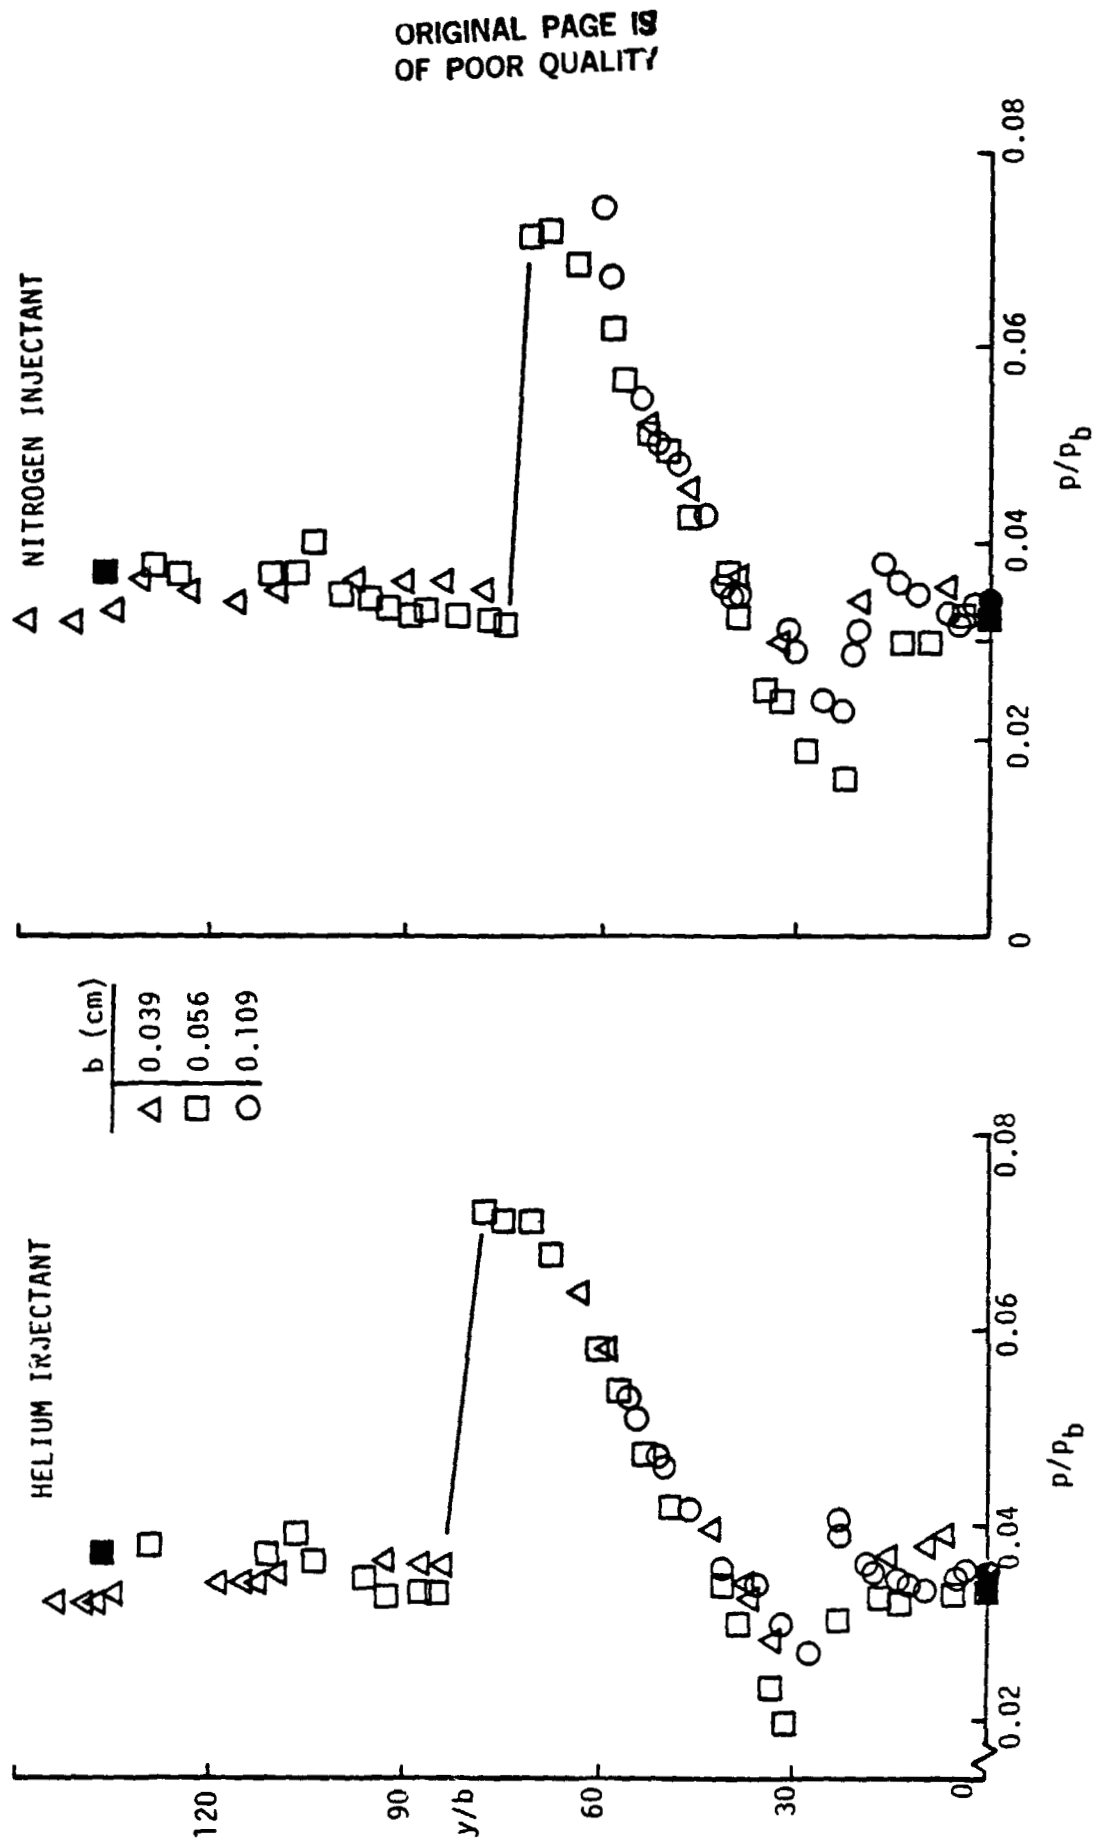 ORIGINAL PAGE IS
OF POOR QUALITY
NITROGEN INJECTANT
0.08
0.06
0.04
0.02
0
p/pb
b (cm)
△ 0.039
□ 0.056
○ 0.109
HELIUM INJECTANT
120
90
y/b
60
30
0
0.08
0.06
0.04
0.02
p/pb